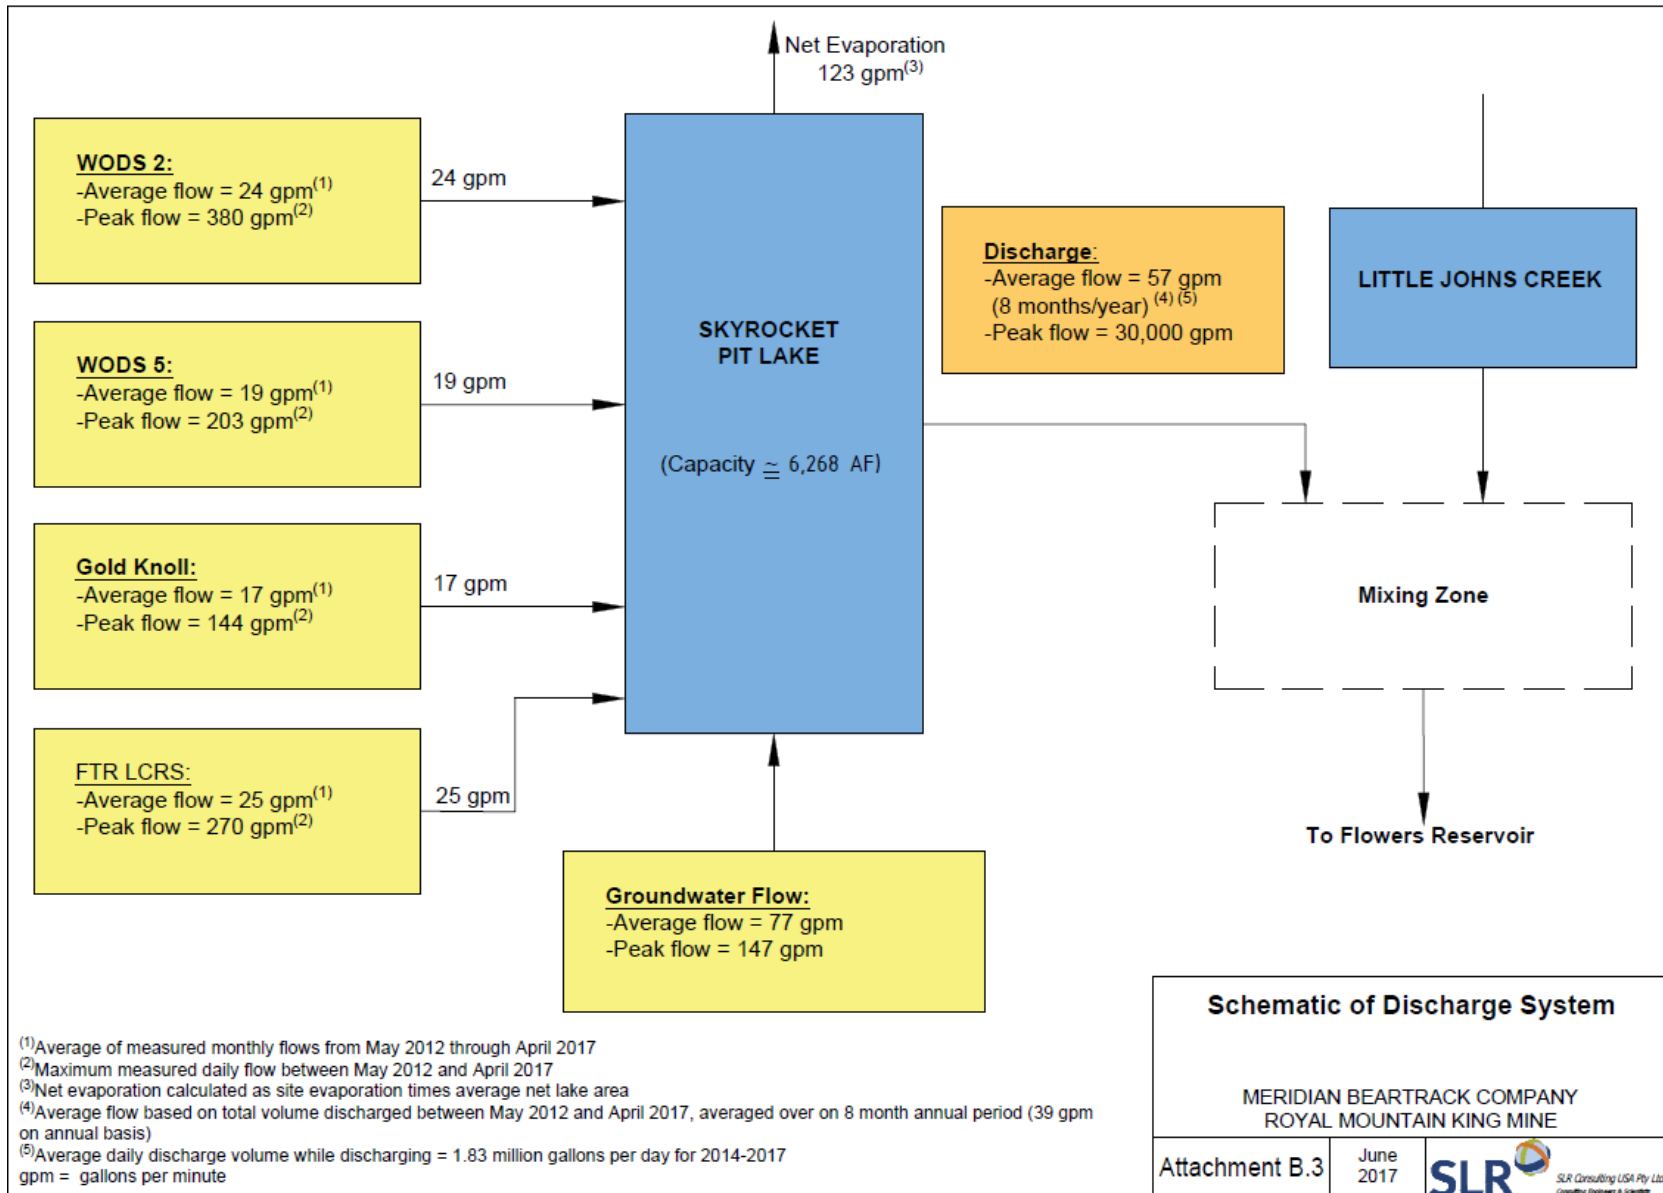 Net Evaporation
123 gpm(3)
WODS 2:
-Average flow = 24 gpm(1)
-Peak flow = 380 gpm(2)
24 gpm
WODS 5:
-Average flow = 19 gpm(1)
-Peak flow = 203 gpm(2)
19 gpm
Gold Knoll:
-Average flow = 17 gpm(1)
-Peak flow = 144 gpm(2)
17 gpm
FTR LCRS:
-Average flow = 25 gpm(1)
-Peak flow = 270 gpm(2)
25 gpm
SKYROCKET
PIT LAKE
(Capacity ≃ 6,268 AF)
Groundwater Flow:
-Average flow = 77 gpm
-Peak flow = 147 gpm
Discharge:
-Average flow = 57 gpm
(8 months/year) (4) (5)
-Peak flow = 30,000 gpm
LITTLE JOHNS CREEK
Mixing Zone
To Flowers Reservoir
(1)Average of measured monthly flows from May 2012 through April 2017
(2)Maximum measured daily flow between May 2012 and April 2017
(3)Net evaporation calculated as site evaporation times average net lake area
(4)Average flow based on total volume discharged between May 2012 and April 2017, averaged over on 8 month annual period (39 gpm
on annual basis)
(5)Average daily discharge volume while discharging = 1.83 million gallons per day for 2014-2017
gpm = gallons per minute
Schematic of Discharge System
MERIDIAN BEARTRACK COMPANY
ROYAL MOUNTAIN KING MINE
Attachment B.3
June
2017
SLR
SLR Consulting USA Pty Ltd
Consulting Engineers & Scientists